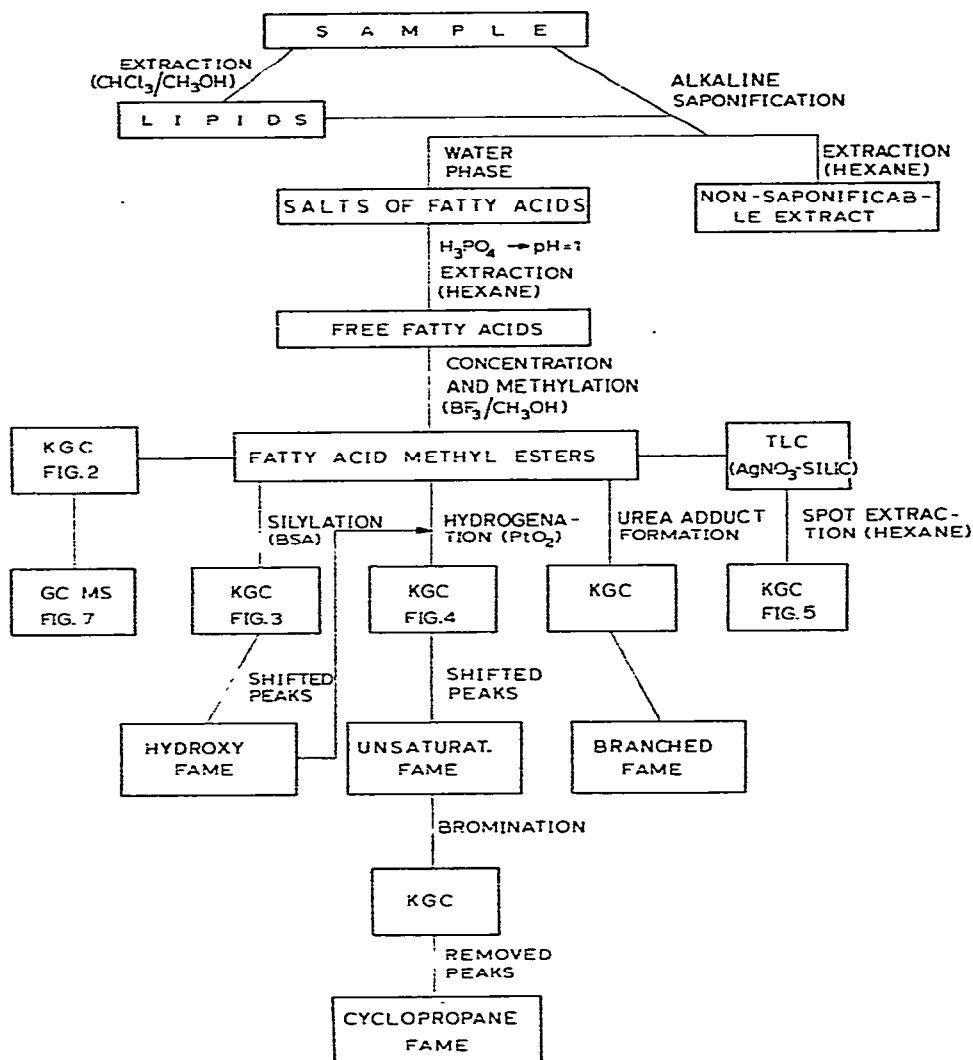 SAMPLE
EXTRACTION
(CHCl₃/CH₃OH)
ALKALINE
SAPONIFICATION
LIPIDS
WATER
PHASE
EXTRACTION
(HEXANE)
SALTS OF FATTY ACIDS
NON-SAPONIFICAB-
LE EXTRACT
H₃PO₄ → pH=1
EXTRACTION
(HEXANE)
FREE FATTY ACIDS
CONCENTRATION
AND METHYLATION
(BF₃/CH₃OH)
KGC
FIG.2
FATTY ACID METHYL ESTERS
TLC
(AgNO₃-SILIC)
SILYLATION
(BSA)
HYDROGENA-
TION (PtO₂)
UREA ADDUCT
FORMATION
SPOT EXTRAC-
TION (HEXANE)
GC MS
FIG.7
KGC
FIG.3
KGC
FIG.4
KGC
KGC
FIG.5
SHIFTED
PEAKS
SHIFTED
PEAKS
HYDROXY
FAME
UNSATURAT.
FAME
BRANCHED
FAME
BROMINATION
KGC
REMOVED
PEAKS
CYCLOPROPANE
FAME